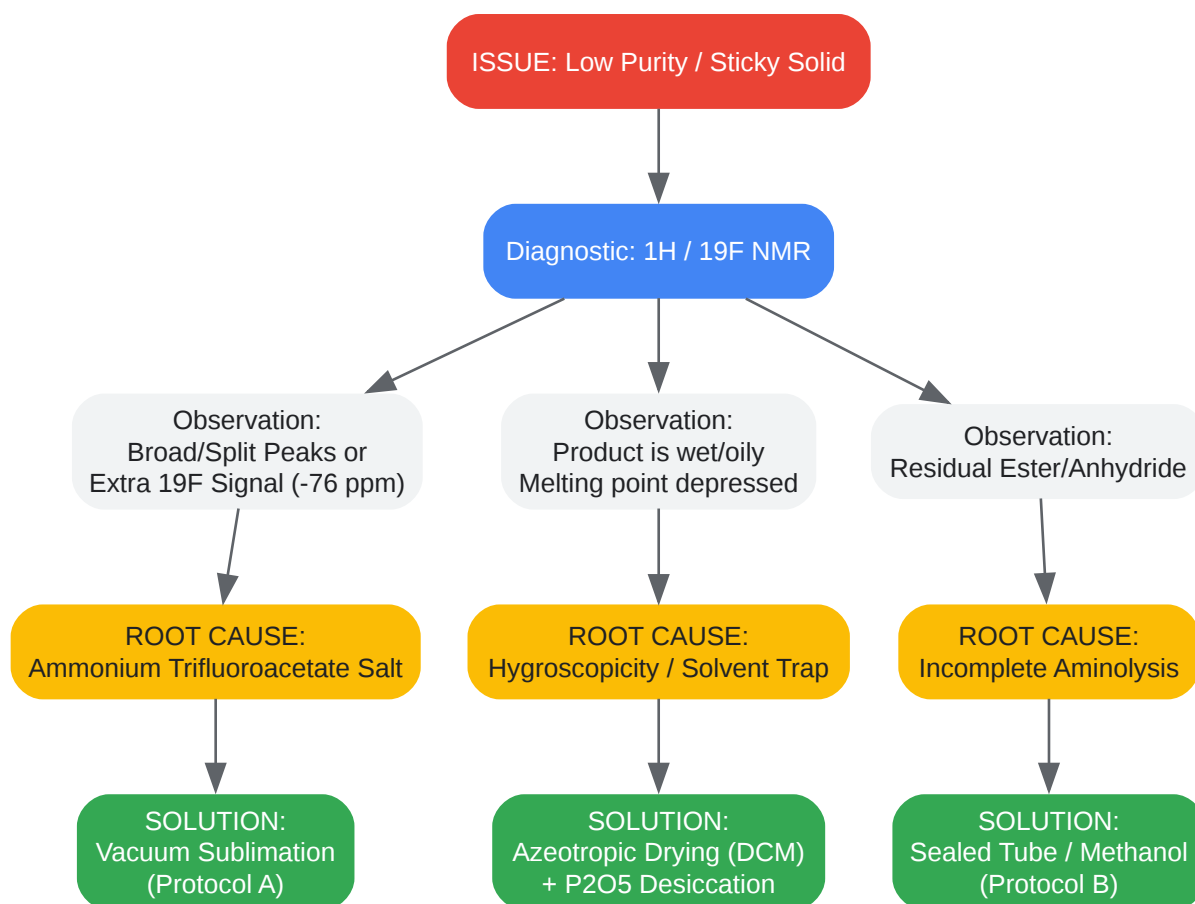 ISSUE: Low Purity / Sticky Solid
Diagnostic: 1H / 19F NMR
Observation:
Broad/Split Peaks or
Extra 19F Signal (-76 ppm)
Observation:
Product is wet/oily
Melting point depressed
Observation:
Residual Ester/Anhydride
ROOT CAUSE:
Ammonium Trifluoroacetate Salt
ROOT CAUSE:
Hygroscopicity / Solvent Trap
ROOT CAUSE:
Incomplete Aminolysis
SOLUTION:
Vacuum Sublimation
(Protocol A)
SOLUTION:
Azeotropic Drying (DCM)
+ P2O5 Desiccation
SOLUTION:
Sealed Tube / Methanol
(Protocol B)